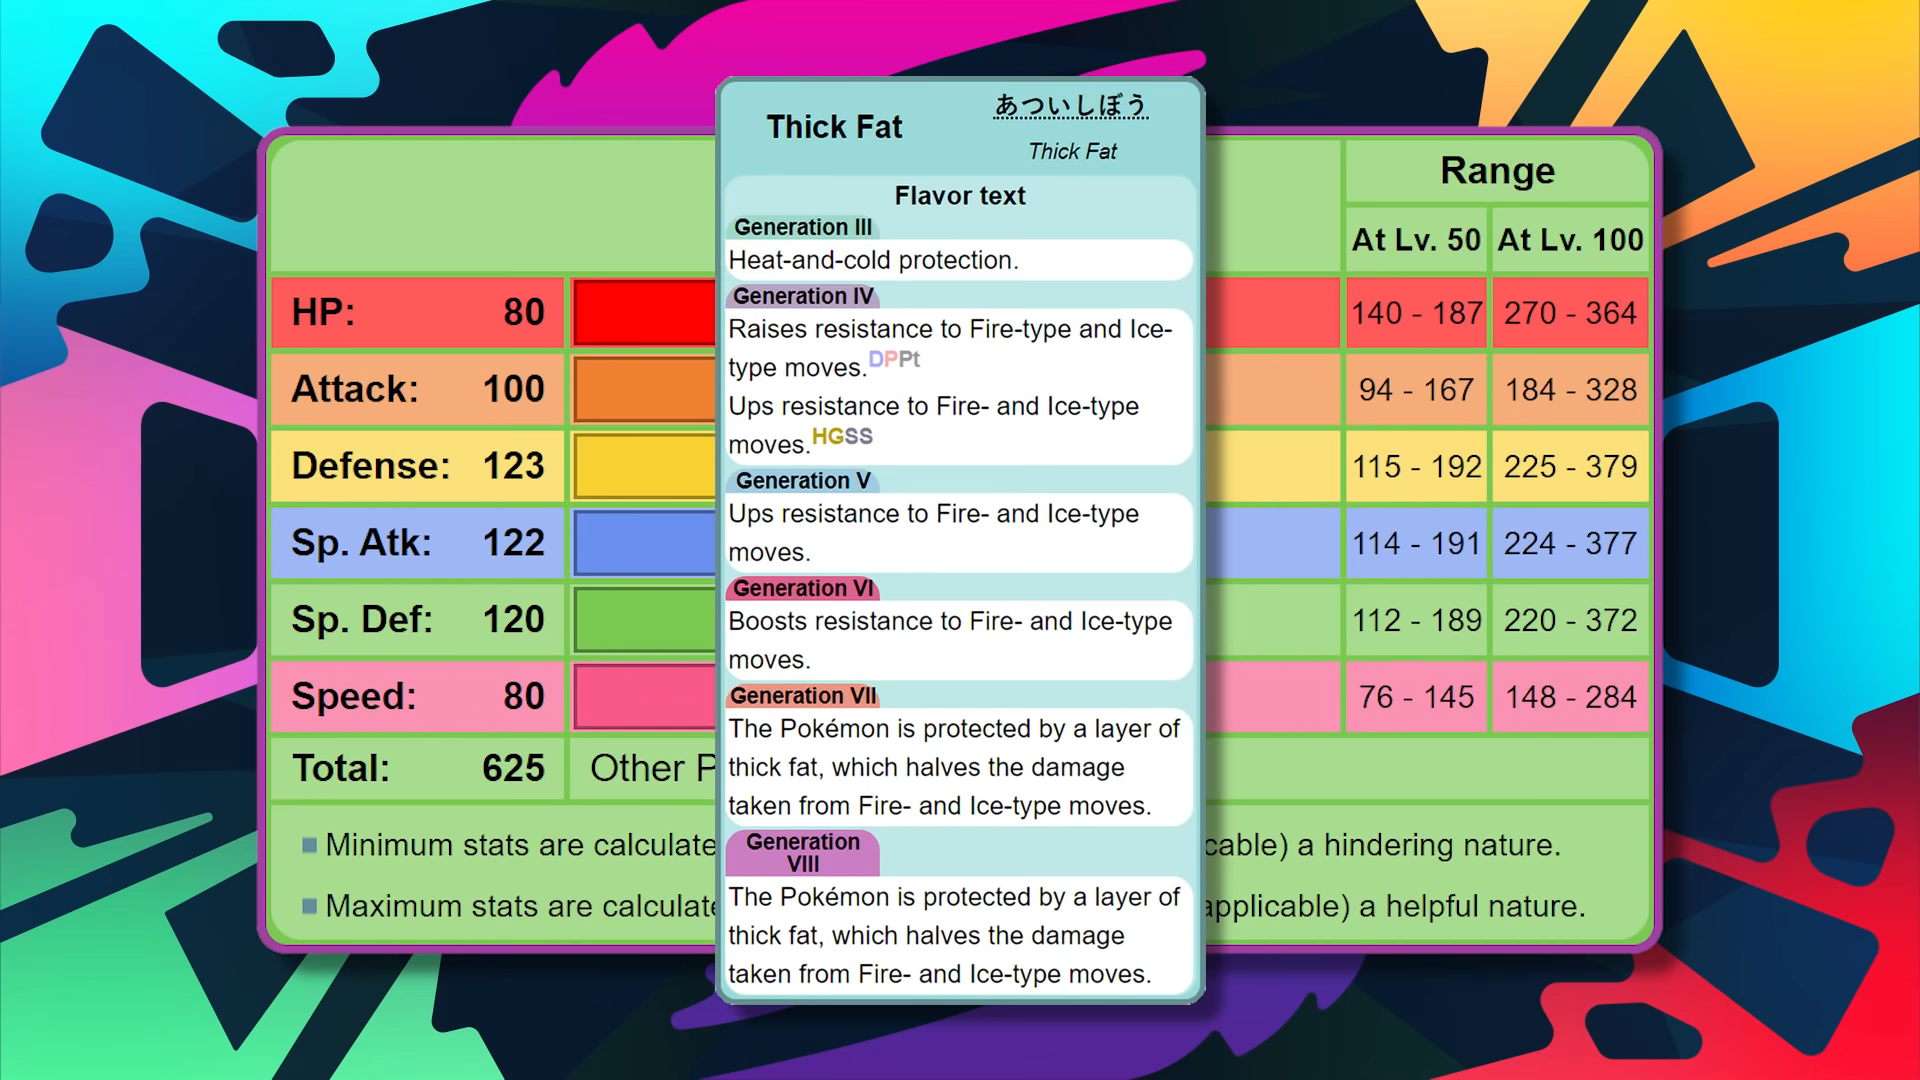 Thick Fat
あついしぼう
Thick Fat
Flavor text
Generation III
Heat-and-cold protection.
Generation IV
Raises resistance to Fire-type and Ice-
type moves.DPPt
Ups resistance to Fire- and Ice-type
moves.HGSS
Generation V
Ups resistance to Fire- and Ice-type
moves.
Generation VI
Boosts resistance to Fire- and Ice-type
moves.
Generation VII
The Pokémon is protected by a layer of
thick fat, which halves the damage
taken from Fire- and Ice-type moves.
Generation
VIII
The Pokémon is protected by a layer of
thick fat, which halves the damage
taken from Fire- and Ice-type moves.
Range
At Lv. 50 At Lv. 100
HP: 80 140 - 187 270 - 364
Attack: 100 94 - 167 184 - 328
Defense: 123 115 - 192 225 - 379
Sp. Atk: 122 114 - 191 224 - 377
Sp. Def: 120 112 - 189 220 - 372
Speed: 80 76 - 145 148 - 284
Total: 625 Other
Minimum stats are a hindering nature.
Maximum stats are a helpful nature.